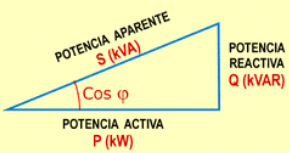 POTENCIA APARENTE
S (kVA)
POTENCIA
REACTIVA
Q (kVAR)
Cos φ
POTENCIA ACTIVA
P (kW)